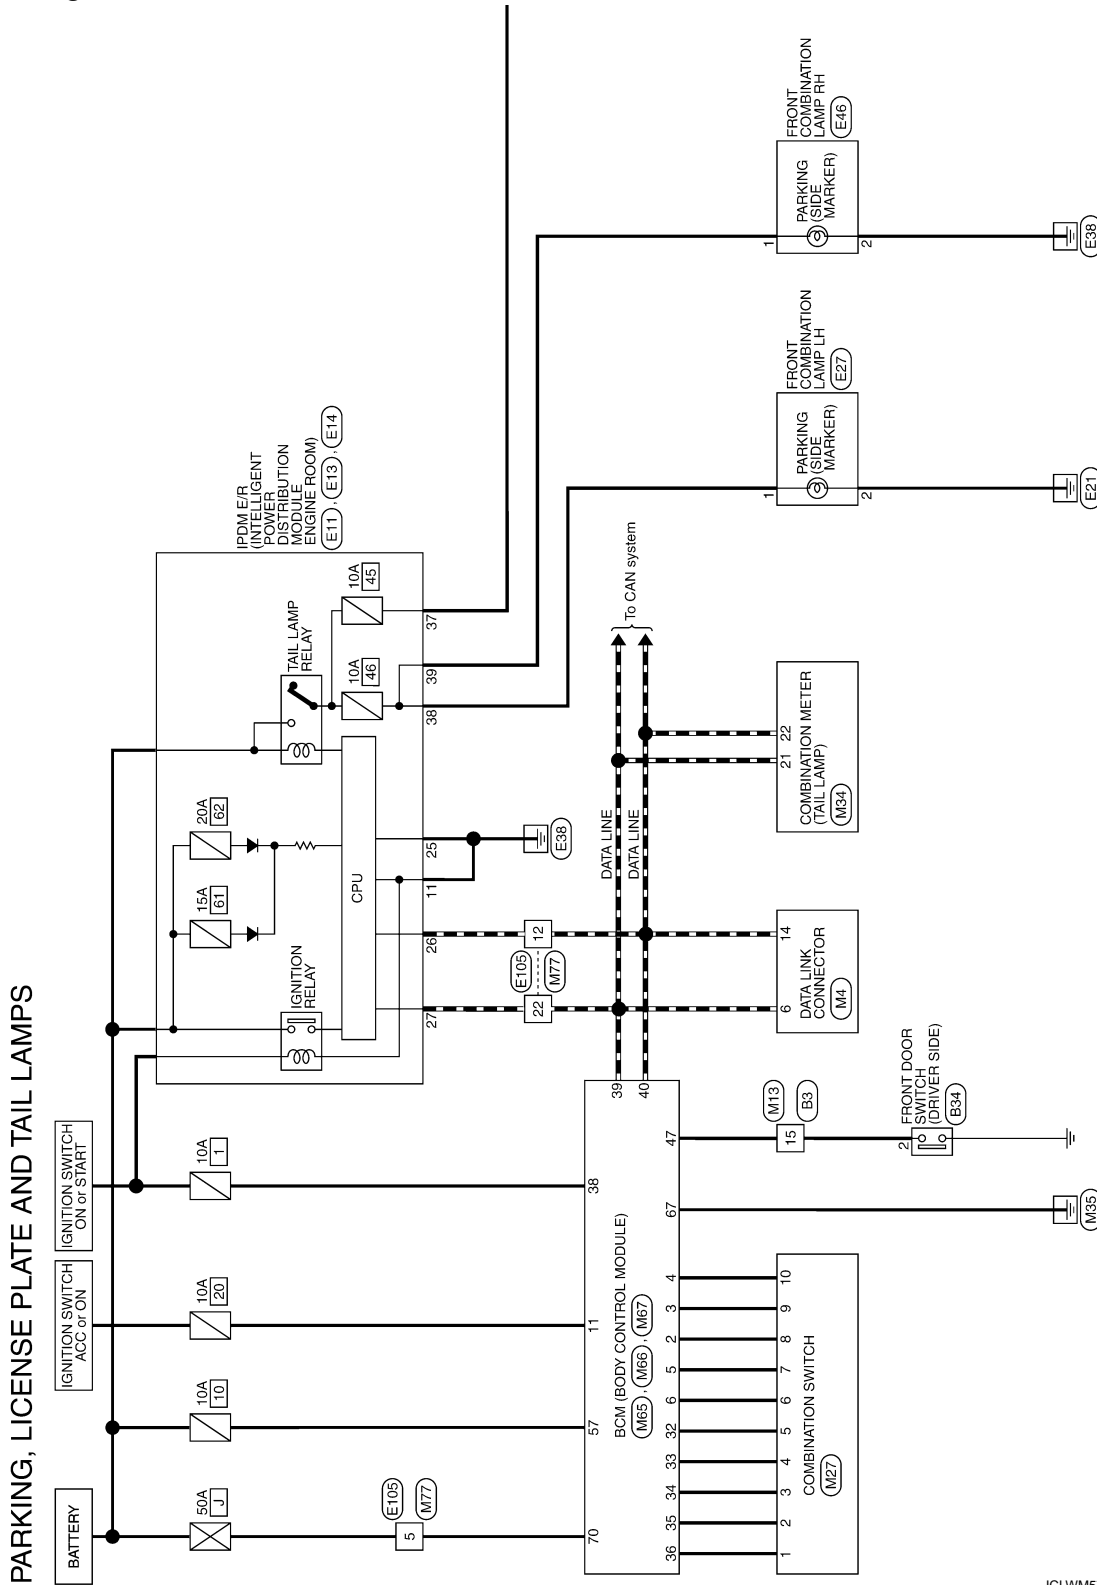 PARKING, LICENSE PLATE AND TAIL LAMPS
BATTERY
IGNITION SWITCH
ACC or ON
IGNITION SWITCH
ON or START
50A
J
10A
10
10A
20
10A
1
E105
5
M77
70
57
11
38
BCM (BODY CONTROL MODULE)
M65 , M66 , M67
39
40
36
35
34
33
32
6
5
2
3
4
67
47
1
2
3
4
5
6
7
8
9
10
COMBINATION SWITCH
M27
M35
M13
15
B3
2
FRONT DOOR
SWITCH
(DRIVER SIDE)
B34
IPDM E/R
(INTELLIGENT
POWER
DISTRIBUTION
MODULE
ENGINE ROOM)
E11 , E13 , E14
IGNITION
RELAY
15A
61
20A
62
TAIL LAMP
RELAY
CPU
10A
46
10A
45
27
26
11
25
38
39
37
E38
E105
22
12
M77
DATA LINE
DATA LINE
To CAN system
6
14
DATA LINK
CONNECTOR
M4
21
22
COMBINATION METER
(TAIL LAMP)
M34
FRONT
COMBINATION
LAMP LH
E27
1
PARKING
(SIDE
MARKER)
2
E21
FRONT
COMBINATION
LAMP RH
E46
1
PARKING
(SIDE
MARKER)
2
E38